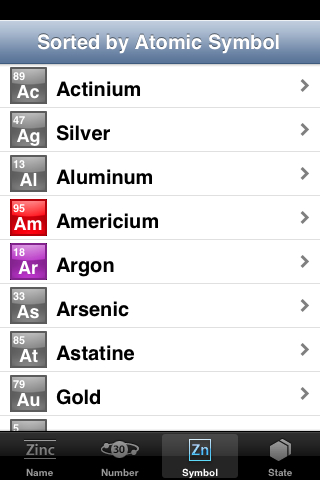 Sorted by Atomic Symbol
89
Ac
Actinium
47
Ag
Silver
13
Al
Aluminum
95
Am
Americium
18
Ar
Argon
33
As
Arsenic
85
At
Astatine
79
Au
Gold
5
Zinc
30
Zn
Name
Number
Symbol
State